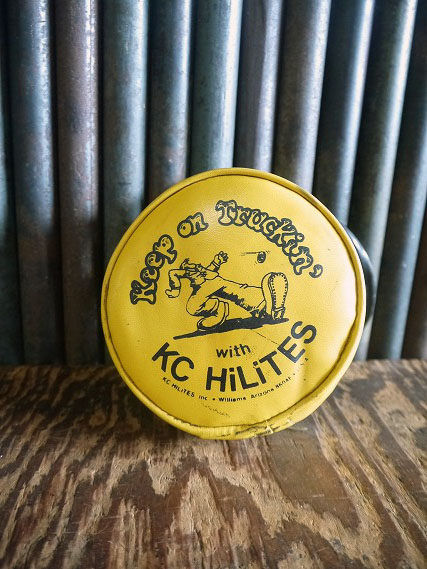 Keep on Truckin'
with
KC HiLiTES
KC HiLiTES Inc • Williams Arizona